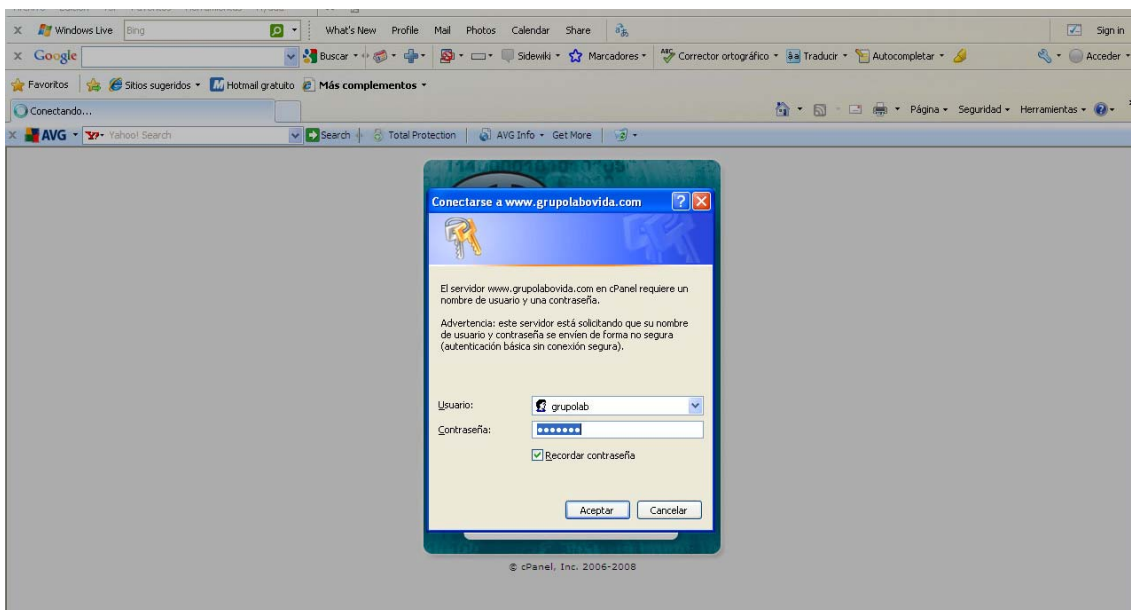 Windows Live Bing What's New Profile Mail Photos Calendar Share Sign in
Google Buscar Sidewiki Marcadores Corrector ortográfico Traducir Autocompletar Acceder
Favoritos Sitios sugeridos Hotmail gratuito Más complementos
Conectando... Página Seguridad Herramientas
AVG Yahoo! Search Search Total Protection AVG Info Get More
Conectarse a www.grupolabovida.com
El servidor www.grupolabovida.com en cPanel requiere un
nombre de usuario y una contraseña.
Advertencia: este servidor está solicitando que su nombre
de usuario y contraseña se envíen de forma no segura
(autenticación básica sin conexión segura).
Usuario: grupolab
Contraseña: •••••••
Recordar contraseña
Aceptar Cancelar
© cPanel, Inc. 2006-2008